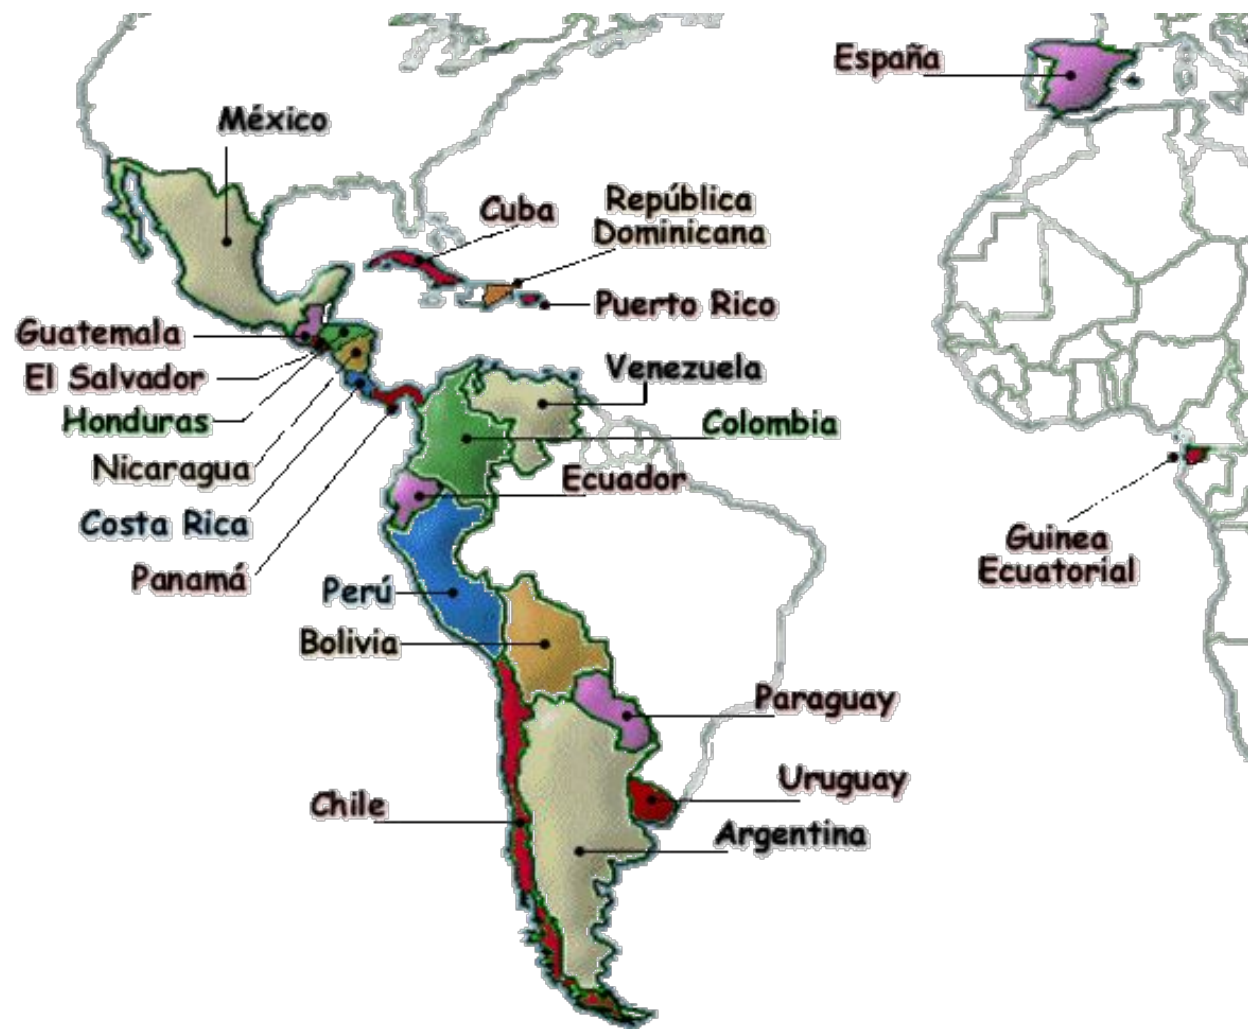 España
México
Cuba
República
Dominicana
Puerto Rico
Guatemala
El Salvador
Honduras
Nicaragua
Costa Rica
Panamá
Venezuela
Colombia
Ecuador
Guinea
Ecuatorial
Perú
Bolivia
Paraguay
Uruguay
Chile
Argentina